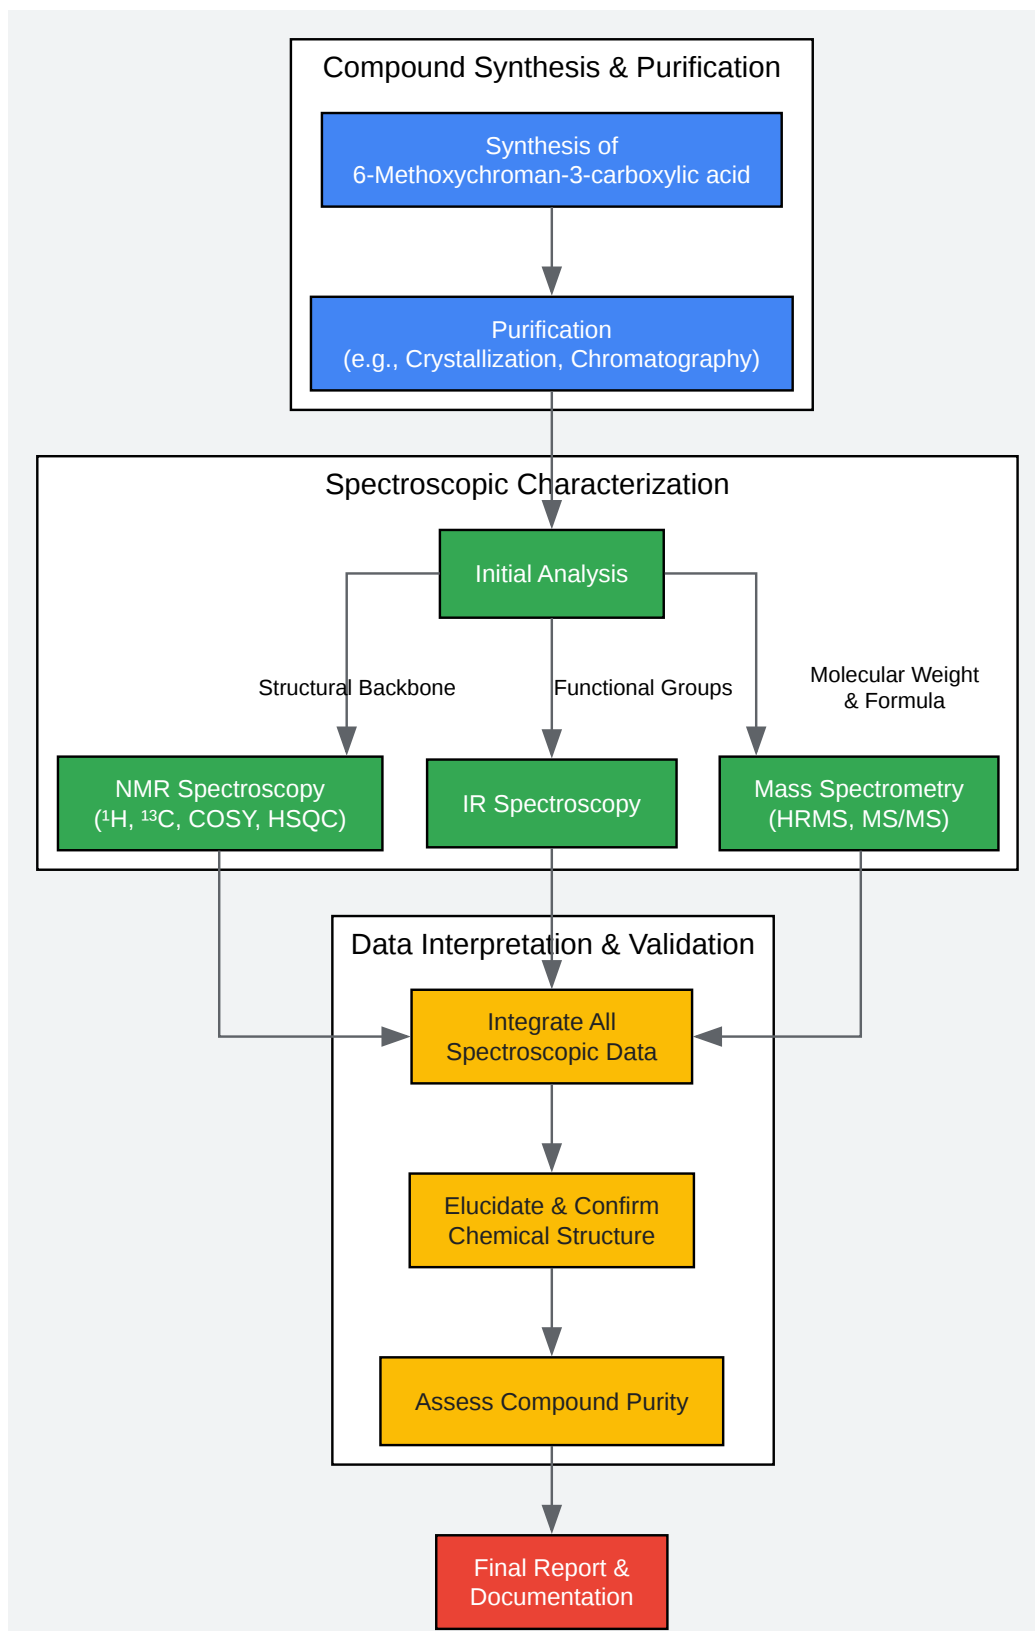 Compound Synthesis & Purification
Synthesis of
6-Methoxychroman-3-carboxylic acid
Purification
(e.g., Crystallization, Chromatography)
Spectroscopic Characterization
Initial Analysis
Structural Backbone
Functional Groups
Molecular Weight
& Formula
NMR Spectroscopy
(¹H, ¹³C, COSY, HSQC)
IR Spectroscopy
Mass Spectrometry
(HRMS, MS/MS)
Data Interpretation & Validation
Integrate All
Spectroscopic Data
Elucidate & Confirm
Chemical Structure
Assess Compound Purity
Final Report &
Documentation